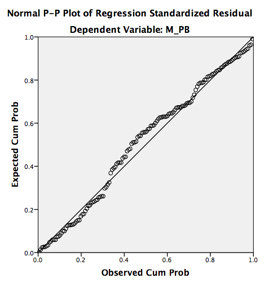 Normal P-P Plot of Regression Standardized Residual
Dependent Variable: M_PB
1.0
0.8
0.6
0.4
0.2
0.0
Expected Cum Prob
0.0 0.2 0.4 0.6 0.8 1.0
Observed Cum Prob